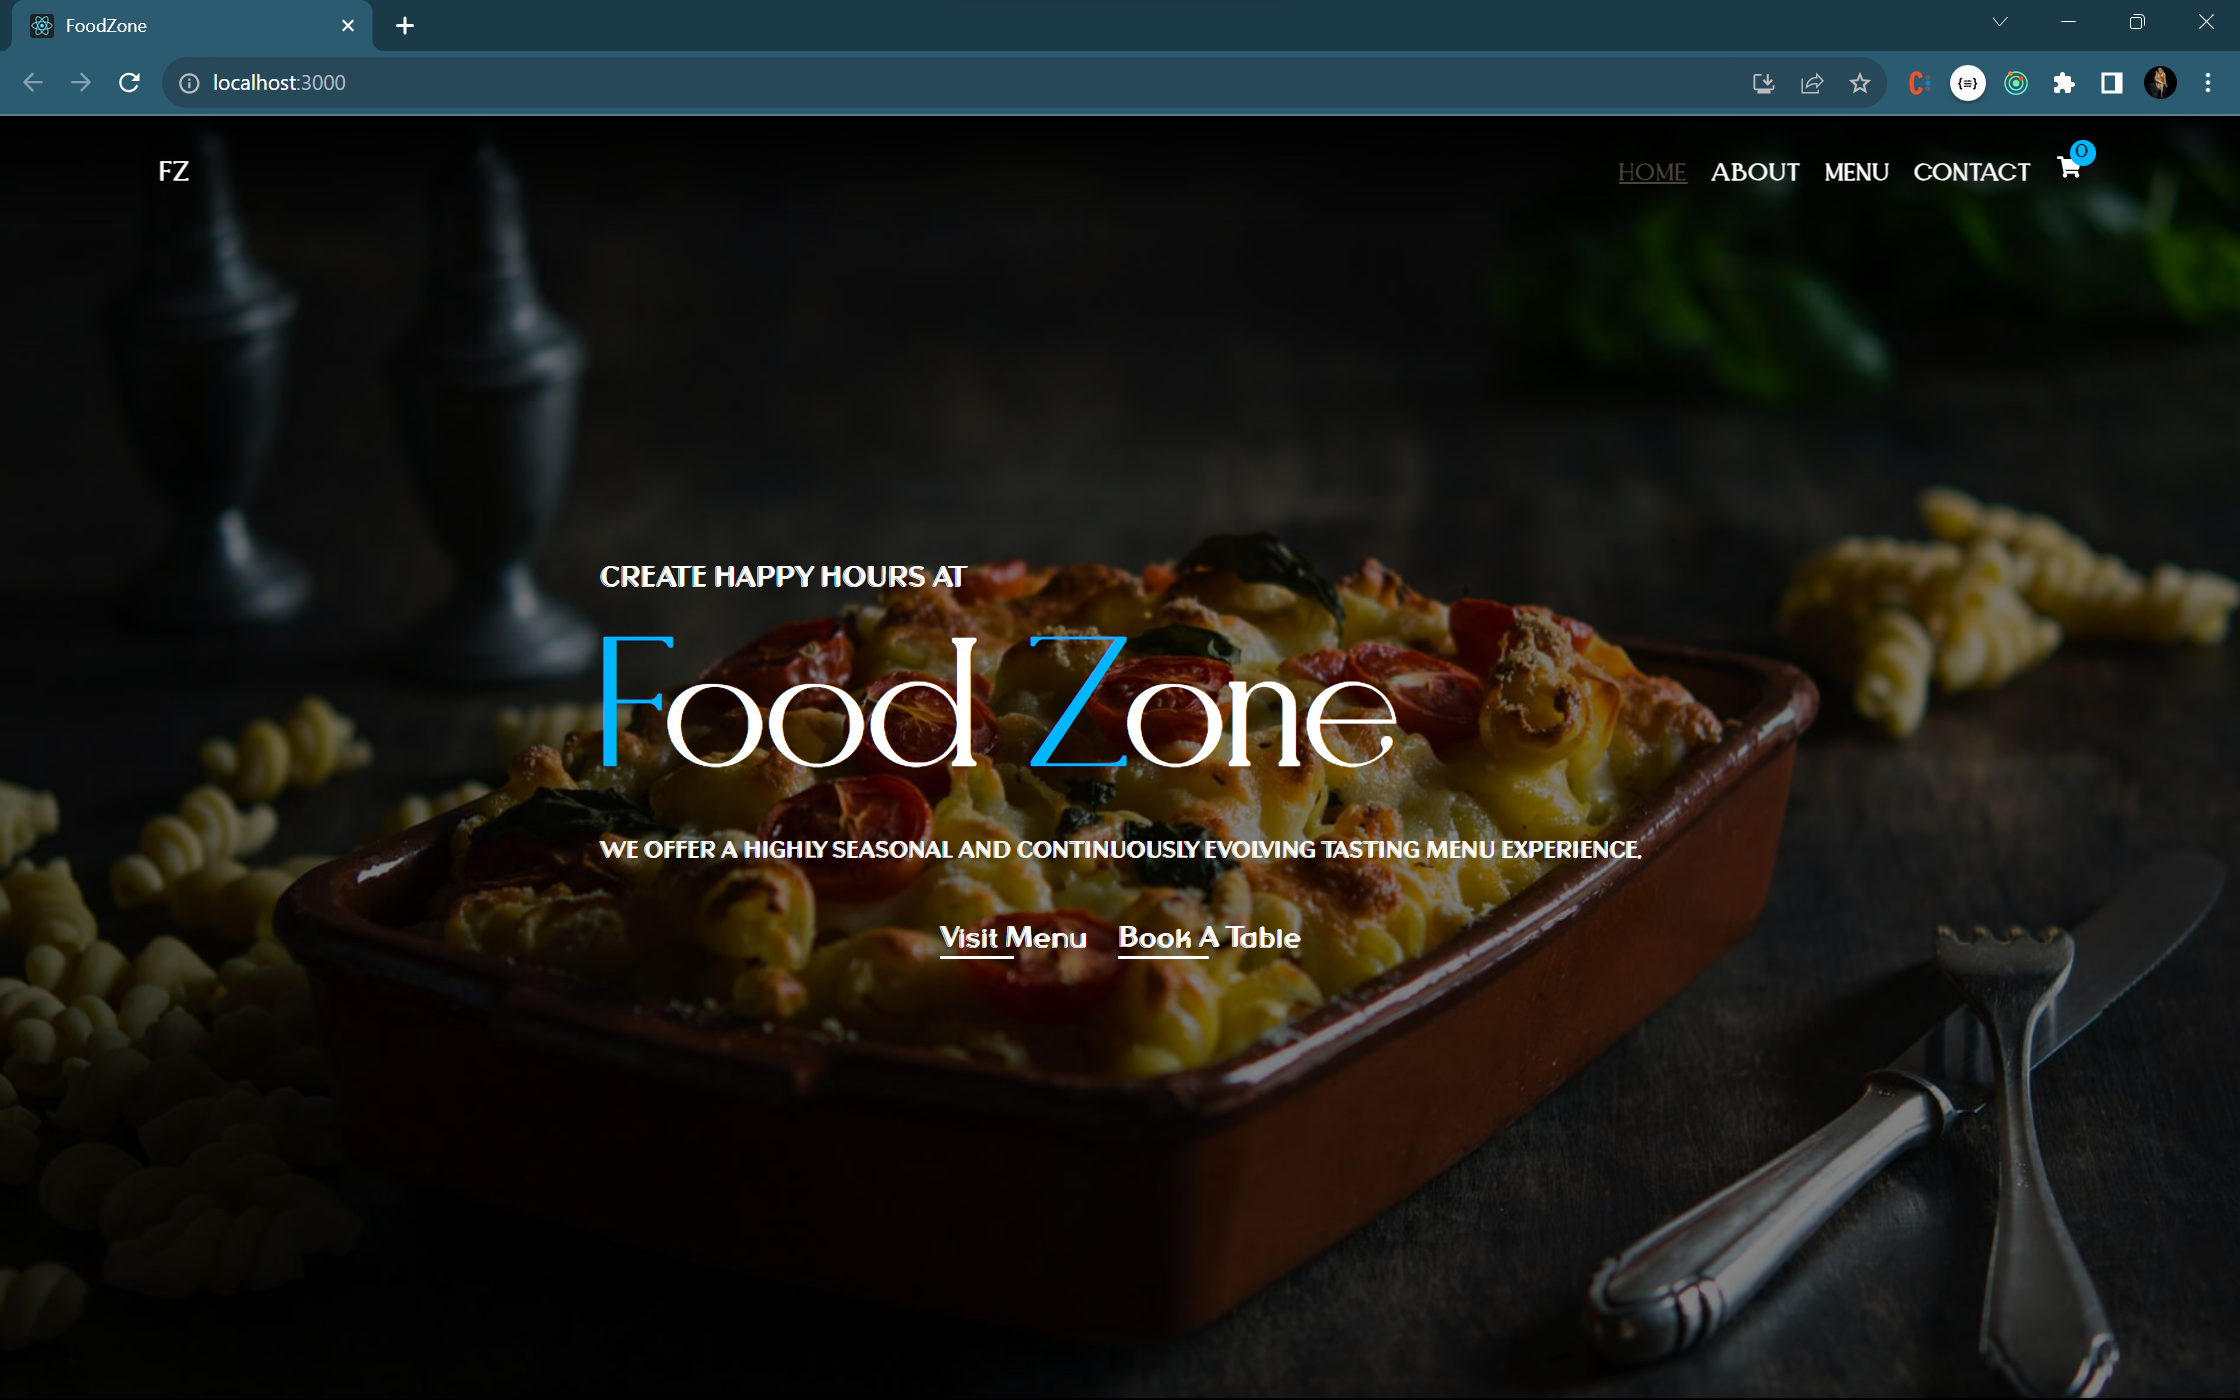 FoodZone
localhost:3000
FZ
HOME ABOUT MENU CONTACT 0
CREATE HAPPY HOURS AT
Food Zone
WE OFFER A HIGHLY SEASONAL AND CONTINUOUSLY EVOLVING TASTING MENU EXPERIENCE.
Visit Menu Book A Table